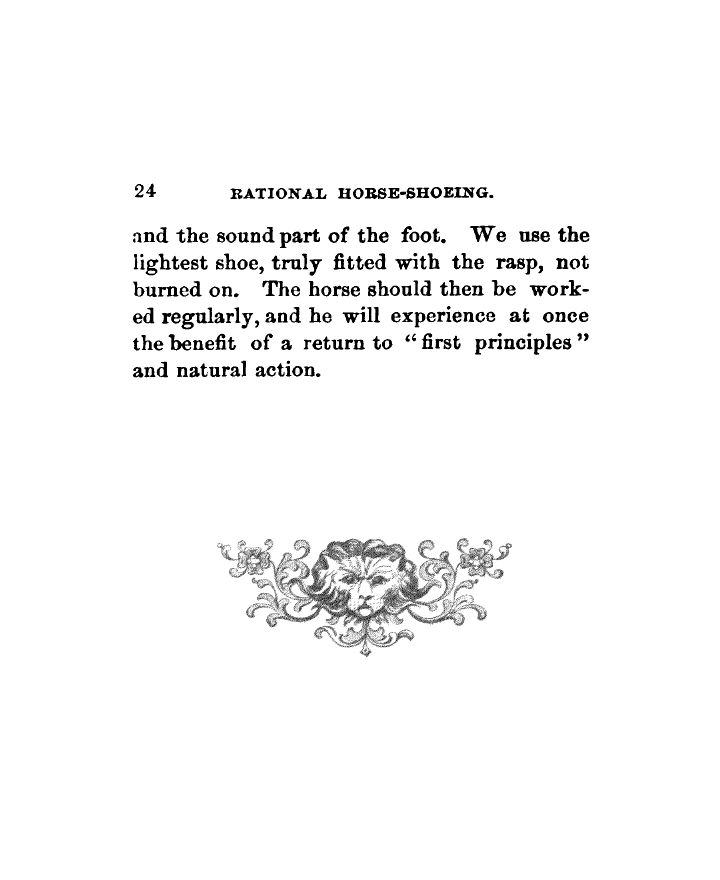 24 RATIONAL HORSE-SHOEING.
and the sound part of the foot. We use the
lightest shoe, truly fitted with the rasp, not
burned on. The horse should then be work-
ed regularly, and he will experience at once
the benefit of a return to “first principles”
and natural action.